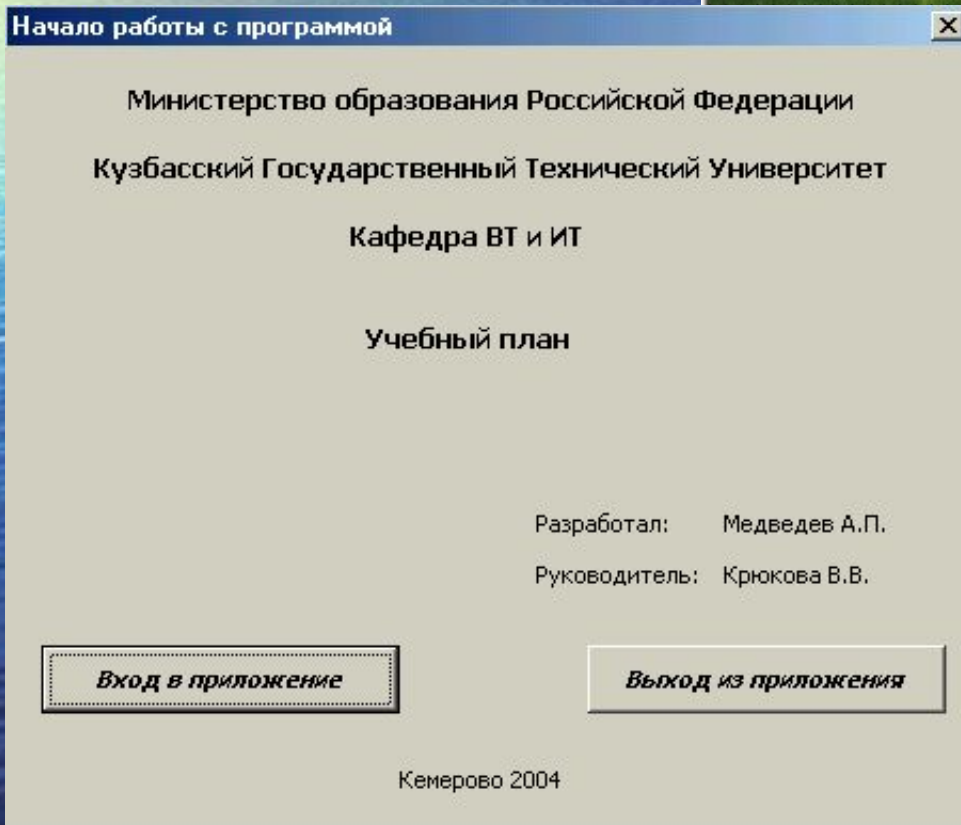 Начало работы с программой
Министерство образования Российской Федерации
Кузбасский Государственный Технический Университет
Кафедра ВТ и ИТ
Учебный план
Разработал: Медведев А.П.
Руководитель: Крюкова В.В.
Вход в приложение Выход из приложения
Кемерово 2004